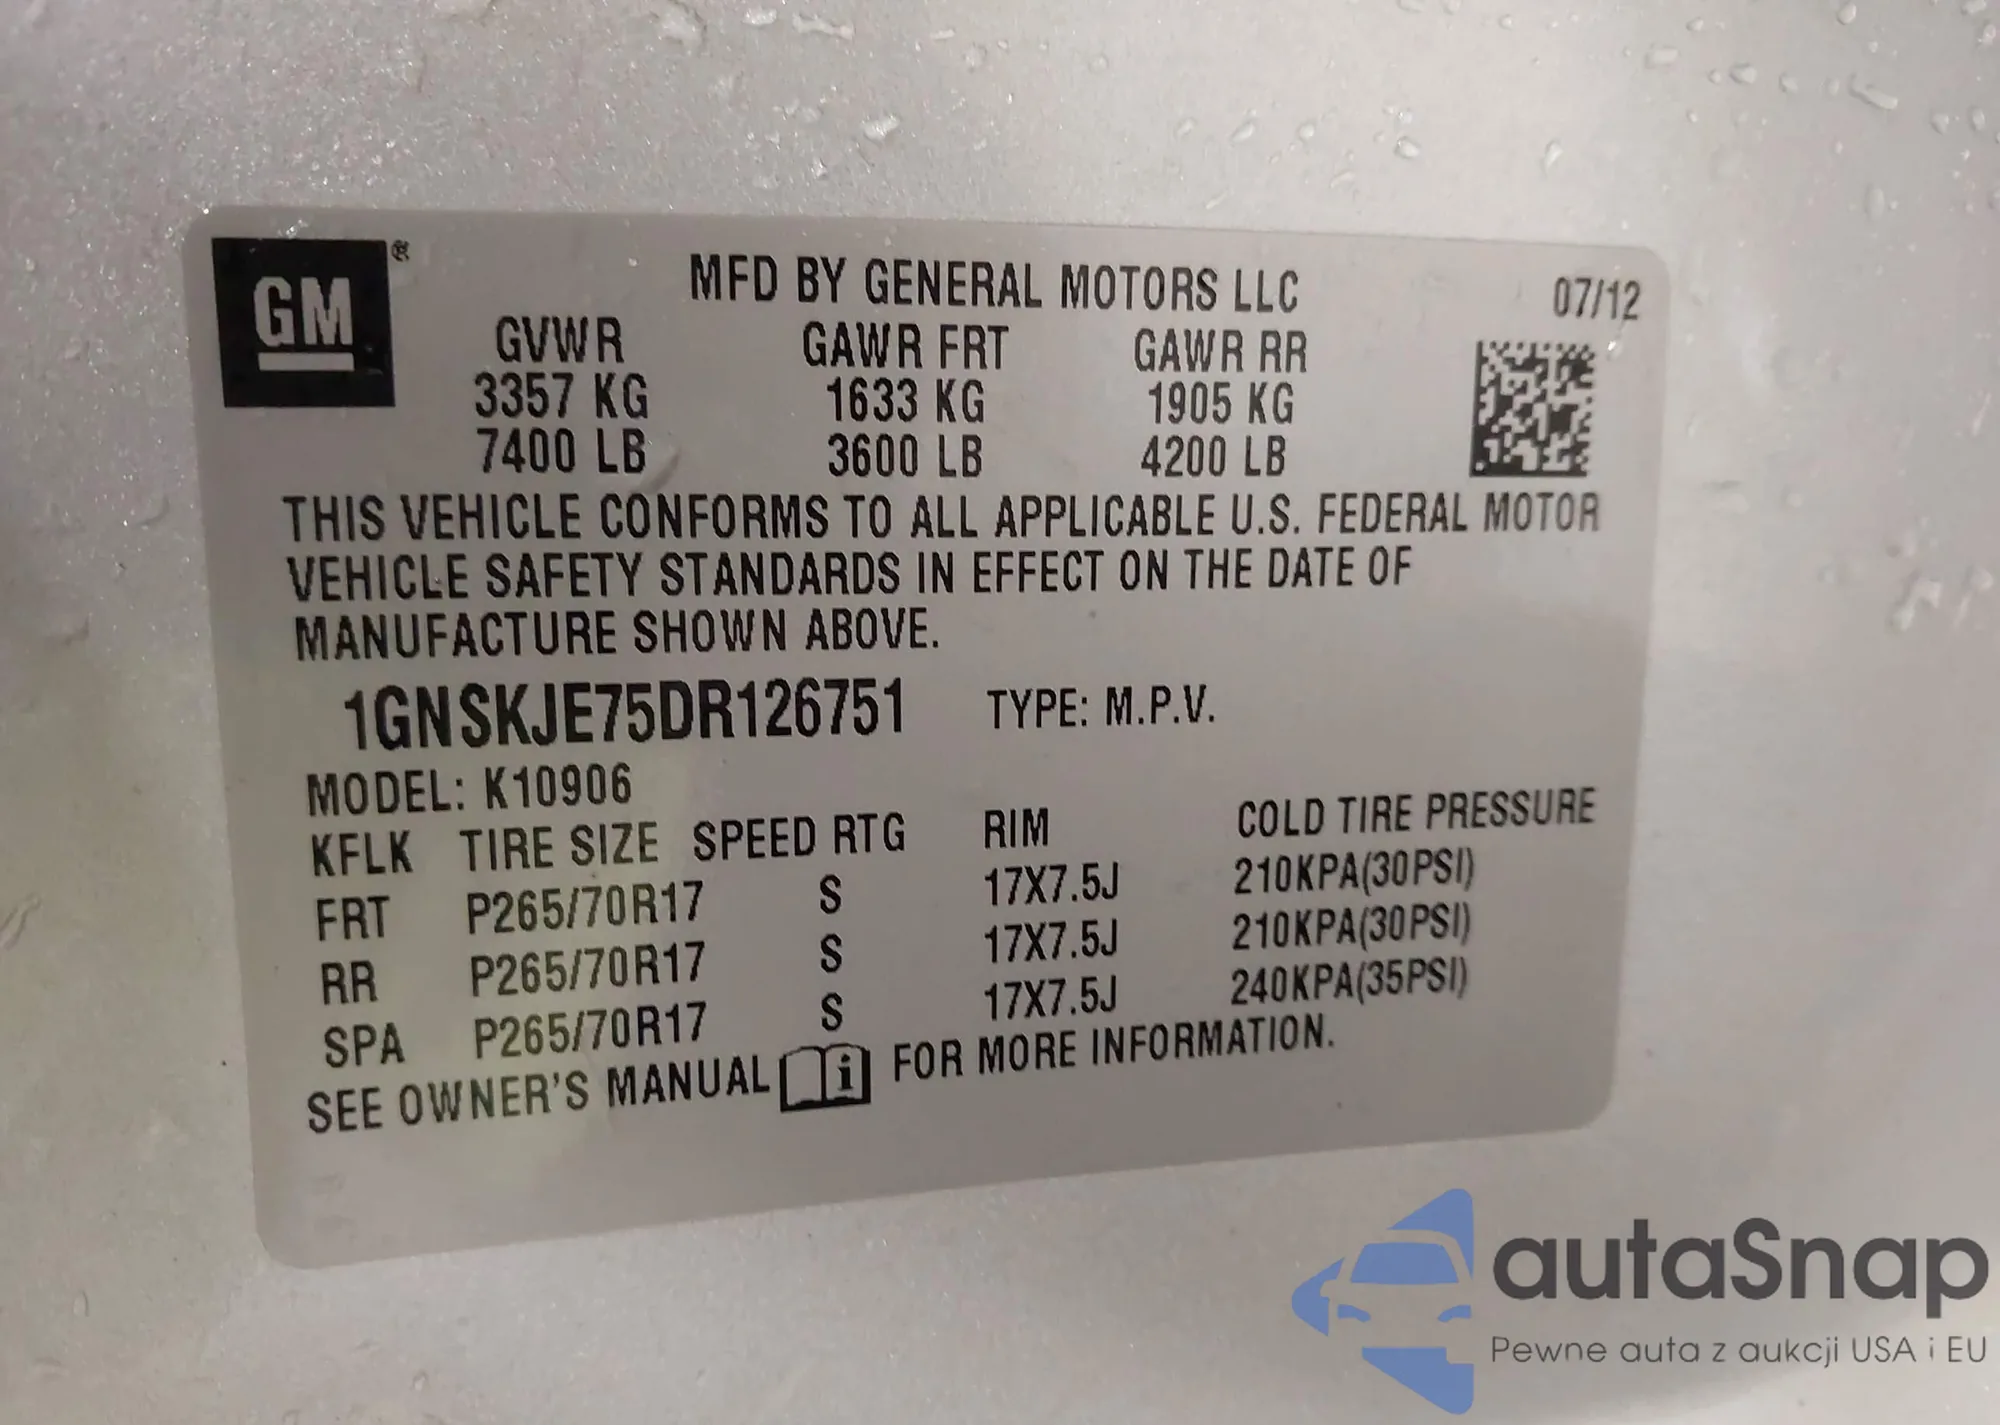 GM®
MFD BY GENERAL MOTORS LLC 07/12
GVWR GAWR FRT GAWR RR
3357 KG 1633 KG 1905 KG
7400 LB 3600 LB 4200 LB
THIS VEHICLE CONFORMS TO ALL APPLICABLE U.S. FEDERAL MOTOR
VEHICLE SAFETY STANDARDS IN EFFECT ON THE DATE OF
MANUFACTURE SHOWN ABOVE.
1GNSKJE75DR126751 TYPE: M.P.V.
MODEL: K10906
KFLK TIRE SIZE SPEED RTG RIM COLD TIRE PRESSURE
FRT P265/70R17 S 17X7.5J 210KPA(30PSI)
RR P265/70R17 S 17X7.5J 210KPA(30PSI)
SPA P265/70R17 S 17X7.5J 240KPA(35PSI)
SEE OWNER'S MANUAL i FOR MORE INFORMATION.
autaSnap
Pewne auta z aukcji USA i EU